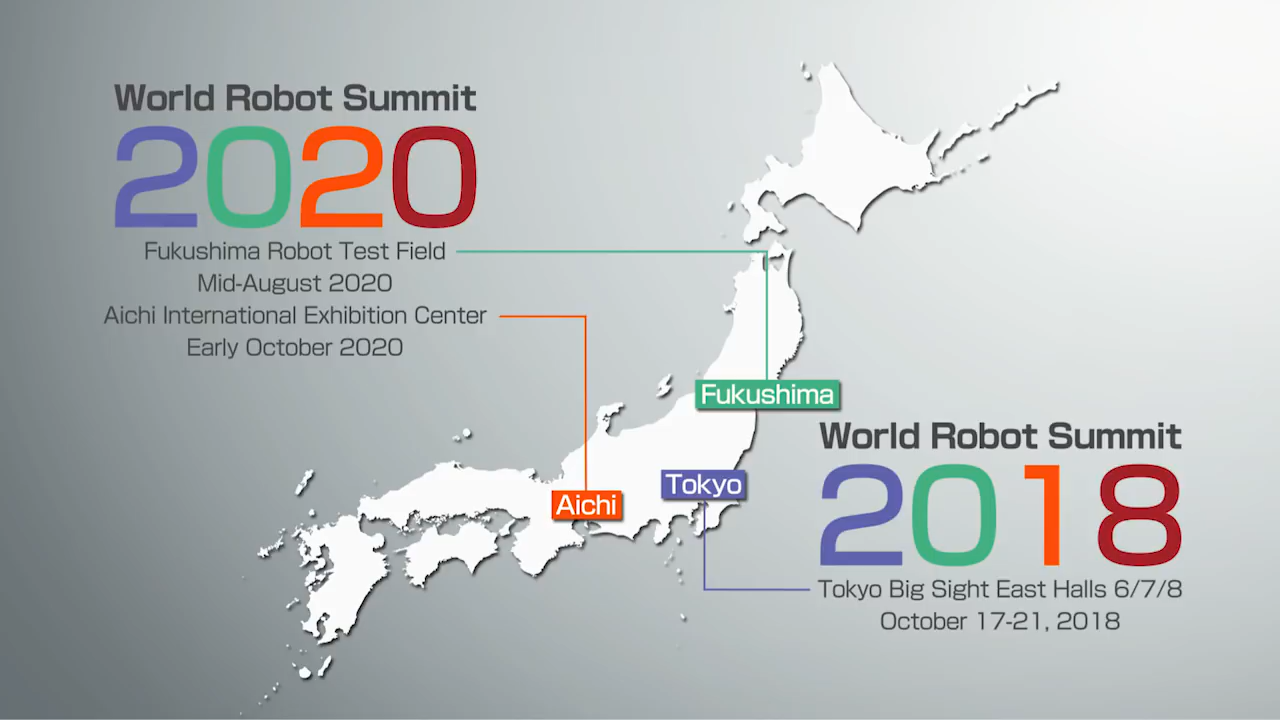 World Robot Summit
2020
Fukushima Robot Test Field
Mid-August 2020
Aichi International Exhibition Center
Early October 2020
Fukushima
Tokyo
Aichi
World Robot Summit
2018
Tokyo Big Sight East Halls 6/7/8
October 17-21, 2018